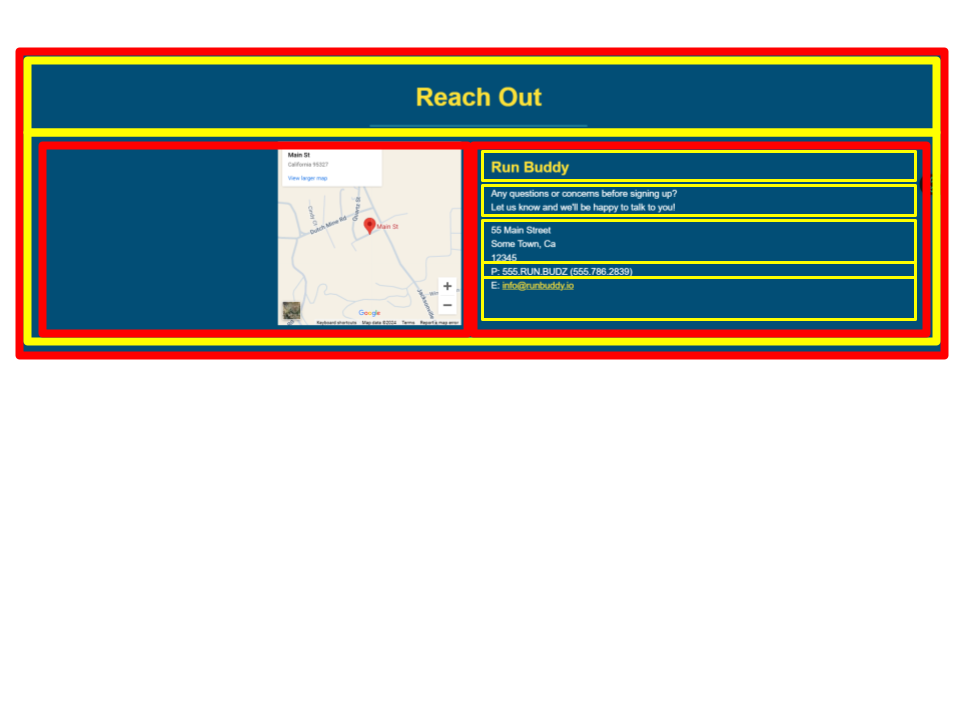 Reach Out
Main St
California 95327
View larger map
Dutch Mine Rd
Quartz St
Main St
Jacksonville
Google
Keyboard shortcuts Map data ©2024 Terms Report a map error
Run Buddy
Any questions or concerns before signing up?
Let us know and we'll be happy to talk to you!
55 Main Street
Some Town, Ca
12345
P: 555.RUN.BUDZ (555.786.2839)
E: info@runbuddy.io